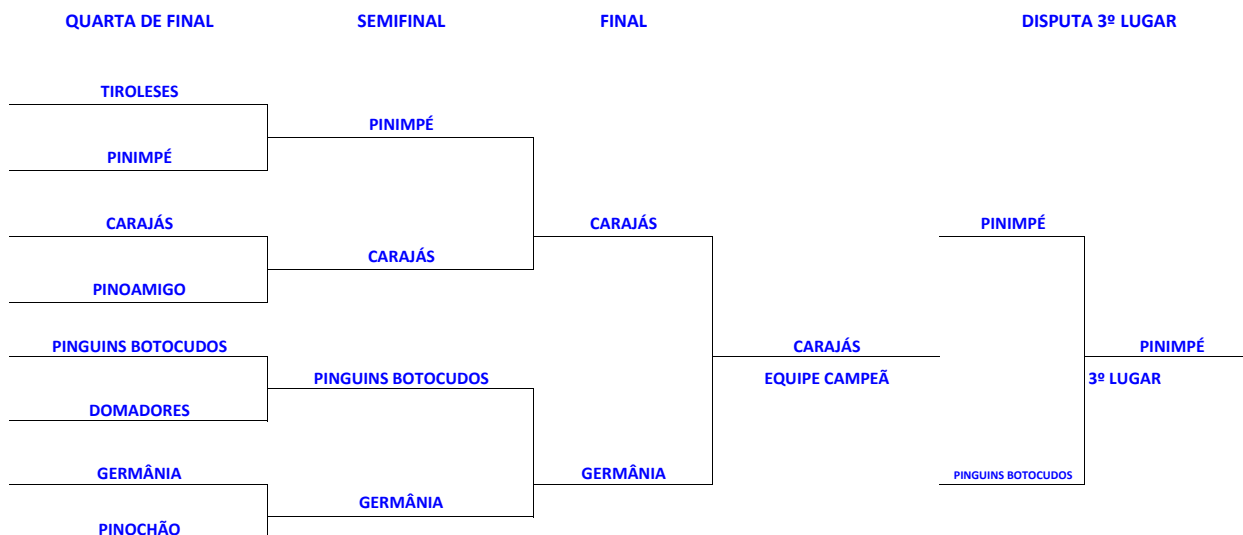 QUARTA DE FINAL SEMIFINAL FINAL DISPUTA 3º LUGAR
TIROLESES
PINIMPÉ
PINIMPÉ
CARAJÁS CARAJÁS PINIMPÉ
CARAJÁS
PINOAMIGO
PINGUINS BOTOCUDOS CARAJÁS PINIMPÉ
PINGUINS BOTOCUDOS EQUIPE CAMPEÃ 3º LUGAR
DOMADORES
GERMÂNIA GERMÂNIA PINGUINS BOTOCUDOS
GERMÂNIA
PINOCHÃO